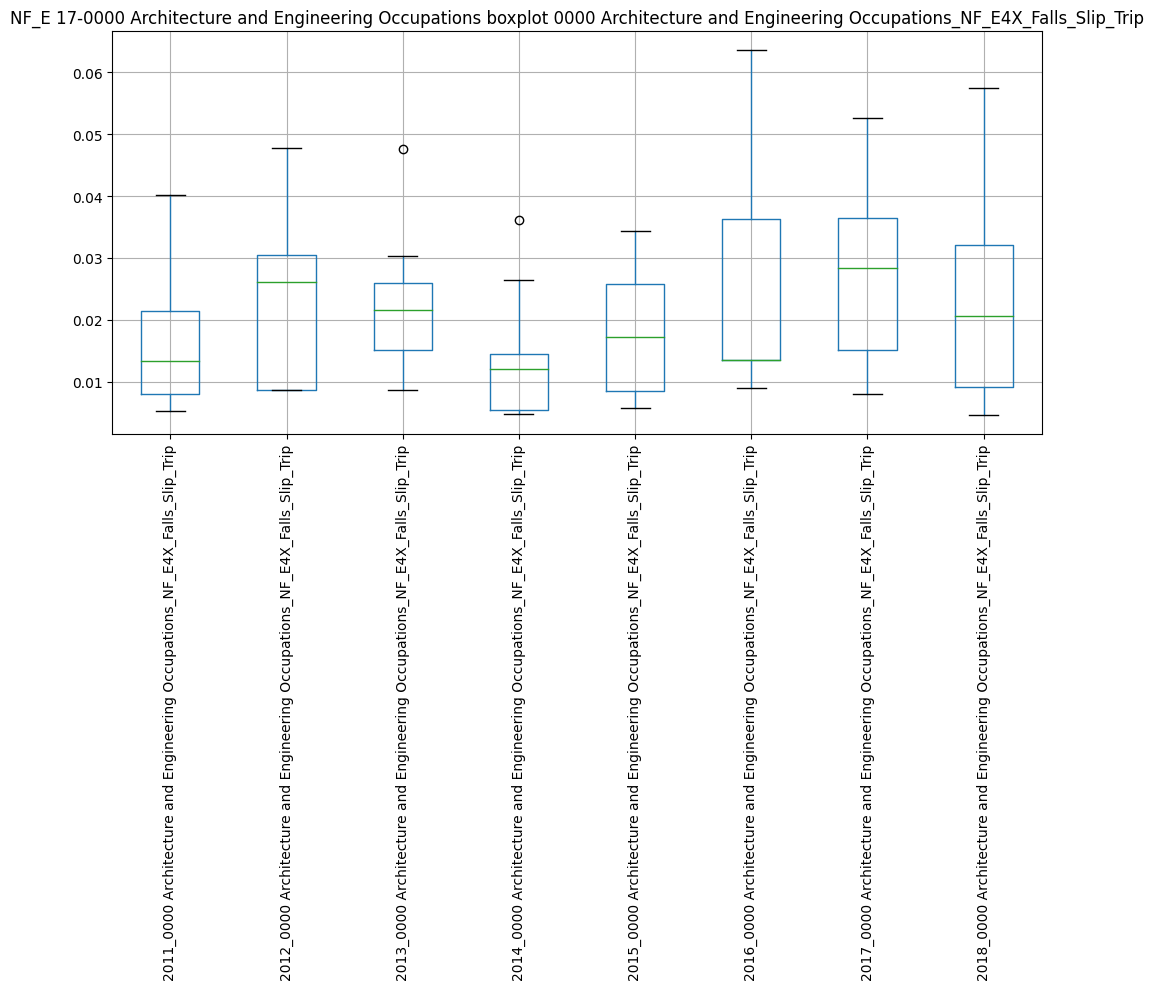 NF_E 17-0000 Architecture and Engineering Occupations boxplot 0000 Architecture and Engineering Occupations_NF_E4X_Falls_Slip_Trip
0.06
0.05
0.04
0.03
0.02
0.01
2011_0000 Architecture and Engineering Occupations_NF_E4X_Falls_Slip_Trip
2012_0000 Architecture and Engineering Occupations_NF_E4X_Falls_Slip_Trip
2013_0000 Architecture and Engineering Occupations_NF_E4X_Falls_Slip_Trip
2014_0000 Architecture and Engineering Occupations_NF_E4X_Falls_Slip_Trip
2015_0000 Architecture and Engineering Occupations_NF_E4X_Falls_Slip_Trip
2016_0000 Architecture and Engineering Occupations_NF_E4X_Falls_Slip_Trip
2017_0000 Architecture and Engineering Occupations_NF_E4X_Falls_Slip_Trip
2018_0000 Architecture and Engineering Occupations_NF_E4X_Falls_Slip_Trip